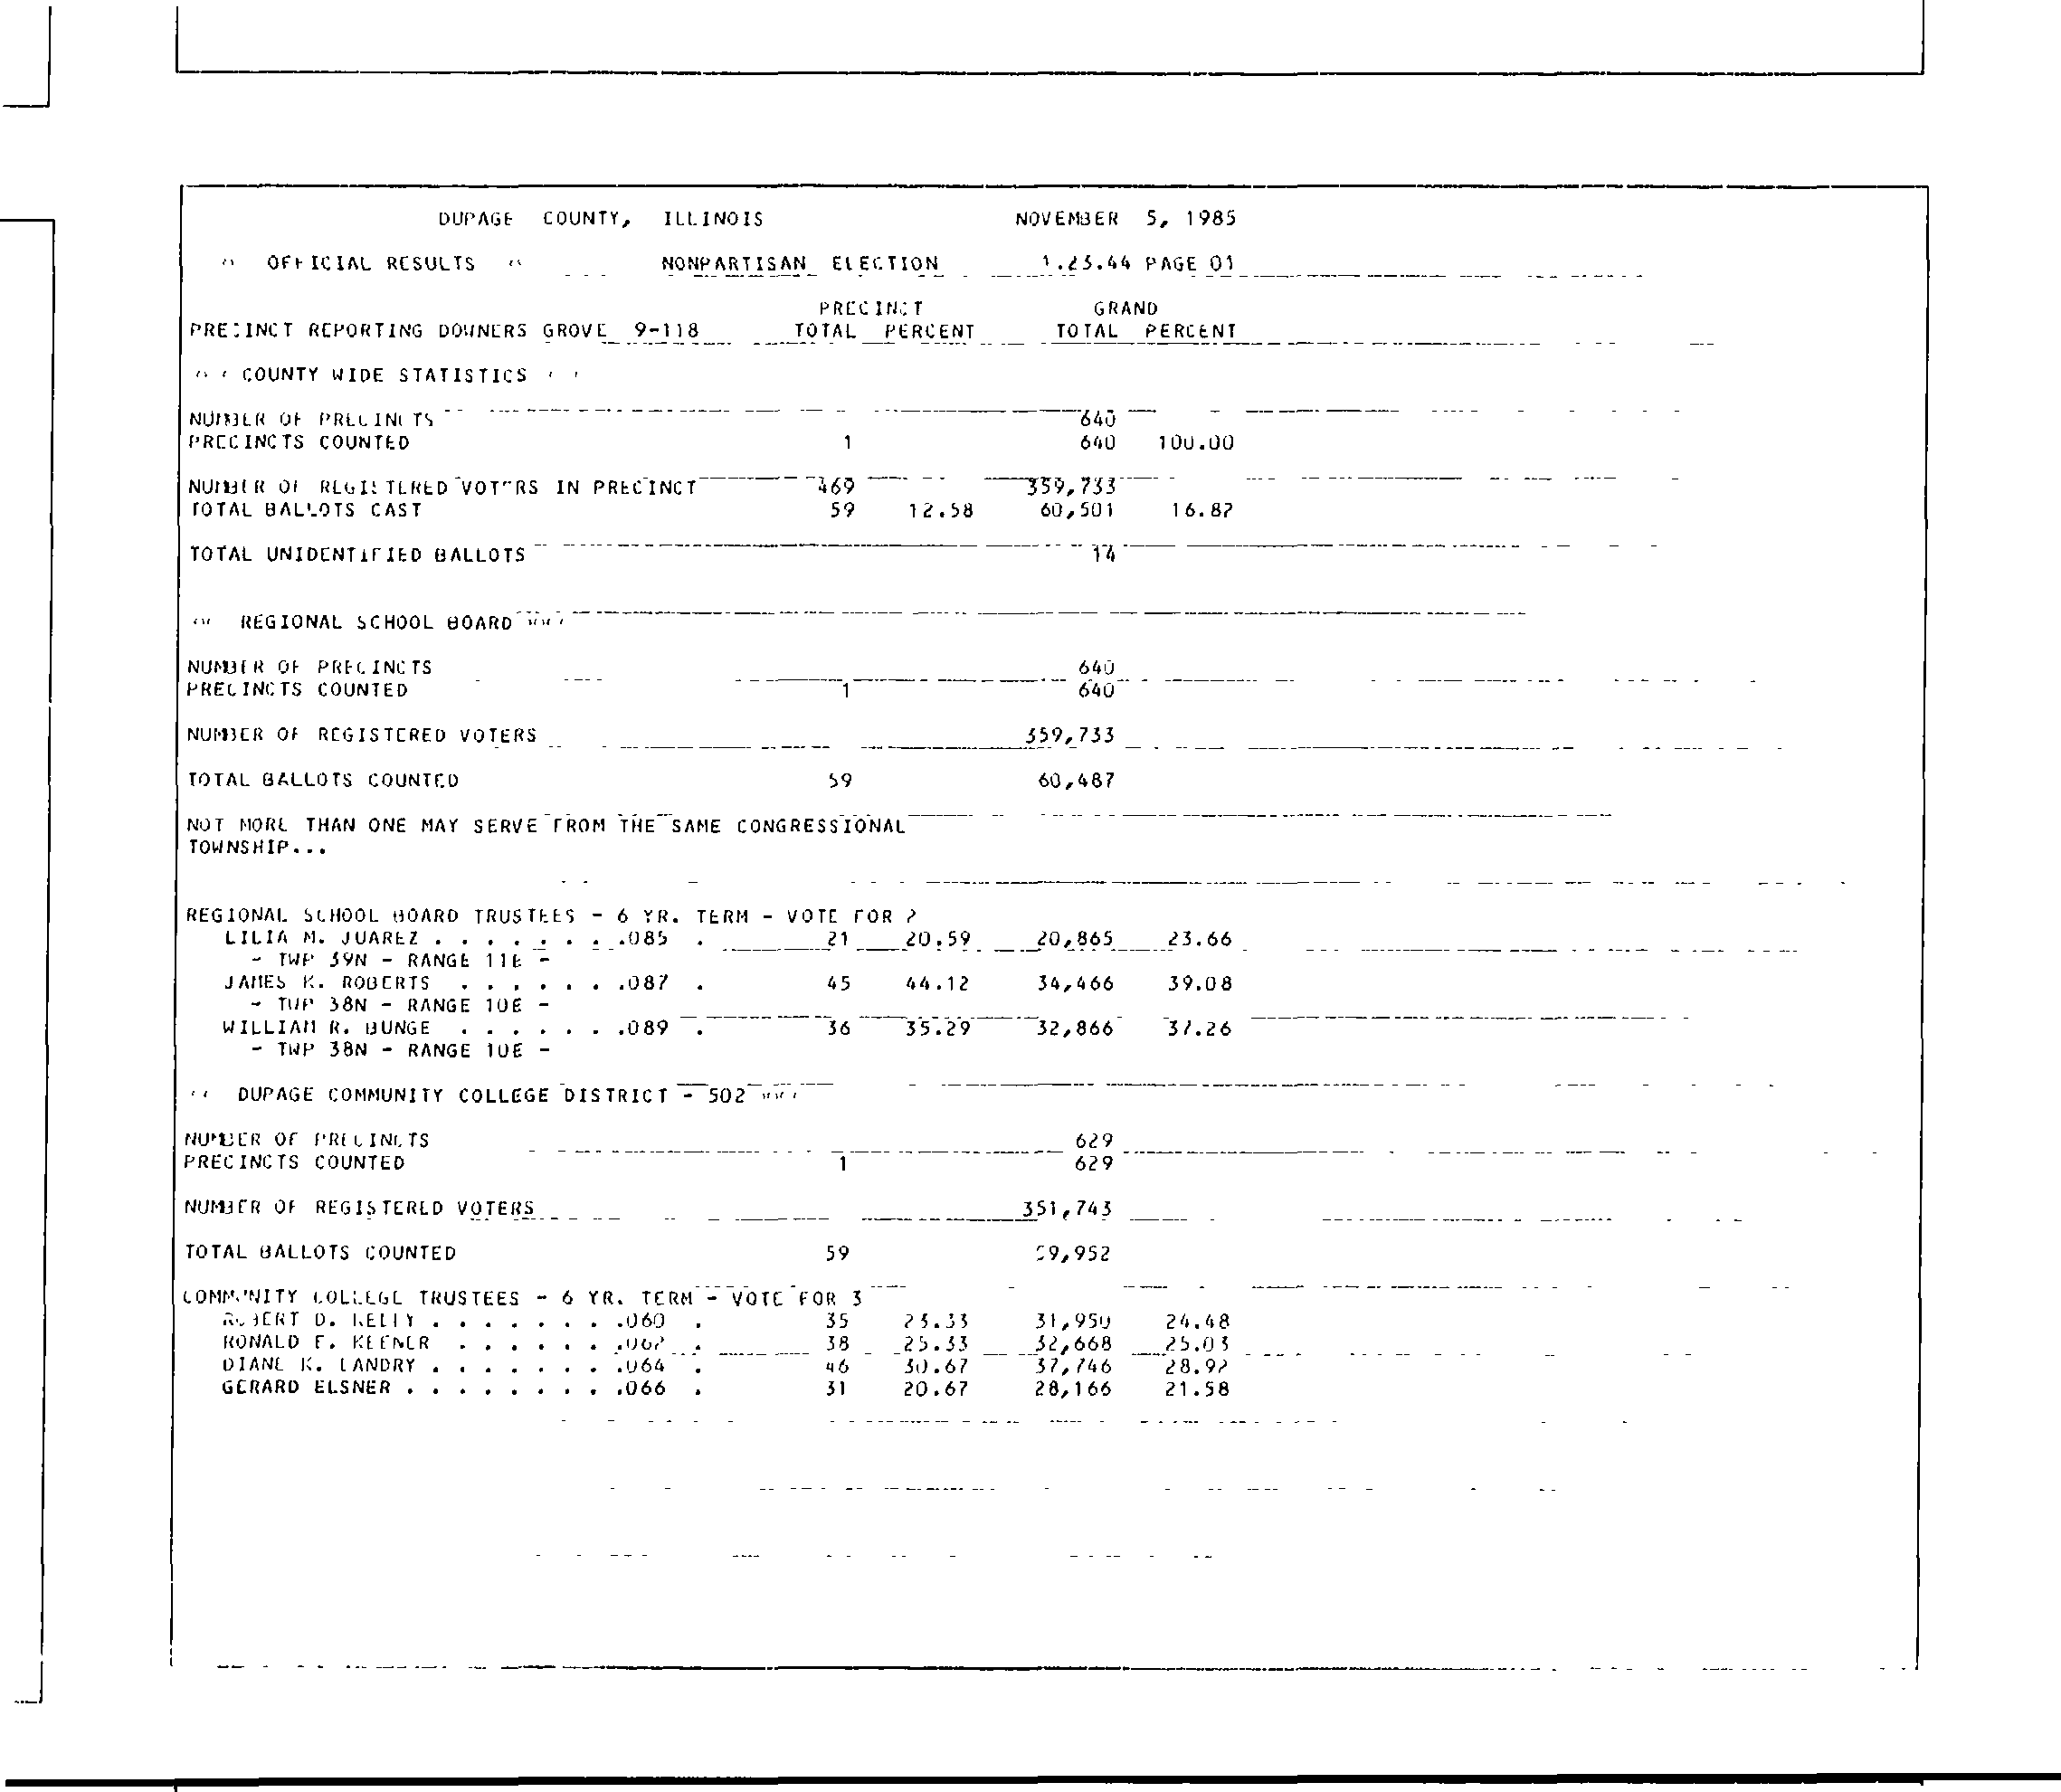 DUPAGE COUNTY, ILLINOIS NOVEMBER 5, 1985
OFFICIAL RESULTS NONPARTISAN ELECTION 1.23.44 PAGE 01
PRECINCT GRAND
PRECINCT REPORTING DOWNERS GROVE 9-118 TOTAL PERCENT TOTAL PERCENT
COUNTY WIDE STATISTICS
NUMBER OF PRECINCTS 640
PRECINCTS COUNTED 1 640 100.00
NUMBER OF REGISTERED VOTERS IN PRECINCT 469 359,733
TOTAL BALLOTS CAST 59 12.58 60,501 16.82
TOTAL UNIDENTIFIED BALLOTS 14
REGIONAL SCHOOL BOARD
NUMBER OF PRECINCTS 640
PRECINCTS COUNTED 1 640
NUMBER OF REGISTERED VOTERS 359,733
TOTAL BALLOTS COUNTED 59 60,487
NOT MORE THAN ONE MAY SERVE FROM THE SAME CONGRESSIONAL
TOWNSHIP...
REGIONAL SCHOOL BOARD TRUSTEES - 6 YR. TERM - VOTE FOR 2
LILIA M. JUAREZ . . . . . . . .085 . 21 20.59 20,865 23.66
- TWP 39N - RANGE 11E -
JAMES K. ROBERTS . . . . . . .087 . 45 44.12 34,466 39.08
- TWP 38N - RANGE 10E -
WILLIAM R. BUNGE . . . . . . .089 . 36 35.29 32,866 37.26
- TWP 38N - RANGE 10E -
DUPAGE COMMUNITY COLLEGE DISTRICT - 502
NUMBER OF PRECINCTS 629
PRECINCTS COUNTED 1 629
NUMBER OF REGISTERED VOTERS 351,743
TOTAL BALLOTS COUNTED 59 59,952
COMMUNITY COLLEGE TRUSTEES - 6 YR. TERM - VOTE FOR 3
ROBERT D. KELLY . . . . . . . .060 . 35 23.33 31,950 24.48
RONALD E. KEENER . . . . . . .062 . 38 25.33 32,668 25.03
DIANE K. LANDRY . . . . . . . .064 . 46 30.67 37,746 28.92
GERARD ELSNER . . . . . . . . .066 . 31 20.67 28,166 21.58